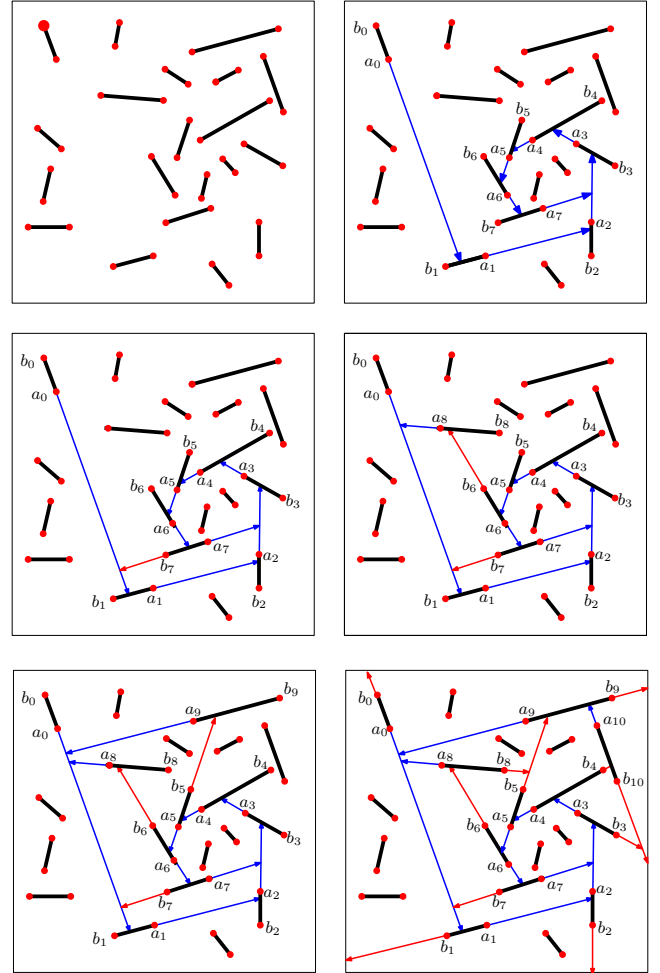 b₀
a₀
b₄
b₅
a₃
a₅
a₄
b₆
b₃
a₆
a₇
b₇
a₂
b₁
a₁
b₂
b₀
a₀
b₄
b₅
a₃
b₆
a₅
a₄
b₃
a₆
a₇
b₇
a₂
b₁
a₁
b₂
b₀
a₀
a₈
b₈
b₄
b₅
a₃
b₆
a₅
a₄
b₃
a₆
a₇
b₇
a₂
b₁
a₁
b₂
b₀
b₉
a₉
a₀
a₈
b₈
b₄
b₅
a₃
a₅
a₄
b₆
b₃
a₆
a₇
a₂
b₇
b₁
a₁
b₂
b₀
b₉
a₉
a₀
a₁₀
a₈
b₈
b₄
b₁₀
b₅
a₃
a₅
a₄
b₆
b₃
a₆
a₇
a₂
b₇
b₁
a₁
b₂